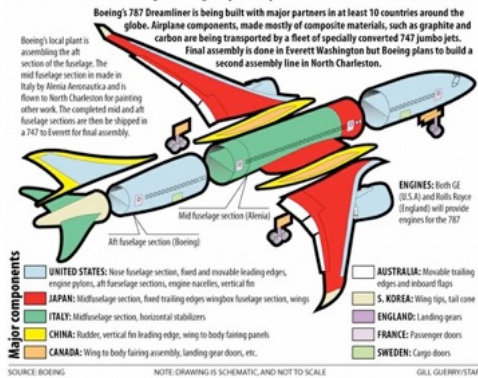 Boeing's 787 Dreamliner is being built with major partners in at least 10 countries around the
globe. Airplane components, made mostly of composite materials, such as graphite and
carbon are being transported by a fleet of specially converted 747 jumbo jets.
Final assembly is done in Everett Washington but Boeing plans to build a
second assembly line in North Charleston.
Boeing's local plant is
assembling the aft
section of the fuselage. The
mid fuselage section in made in
Italy by Alenia Aeronautica and is
flown to North Charleston for painting
other work. The completed mid and aft
fuselage sections are then be shipped in
a 747 to Everett for final assembly.
ENGINES: Both GE
(U.S.A) and Rolls Royce
(England) will provide
engines for the 787
Mid fuselage section (Alenia)
Aft fuselage section (Boeing)
Major components
UNITED STATES: Nose fuselage section, fixed and movable leading edges,
engine pylons, aft fueselage sections, engine nacelles, vertical fin
JAPAN: Midfuselage section, fixed trailing edges wingbox fuselage section, wings
ITALY: Midfuselage section, horizontal stabilizers
CHINA: Rudder, vertical fin leading edge, wing to body fairing panels
CANADA: Wing to body fairing assembly, landing gear doors, etc.
AUSTRALIA: Movable trailing
edges and inboard flaps
S. KOREA: Wing tips, tail cone
ENGLAND: Landing gears
FRANCE: Passenger doors
SWEDEN: Cargo doors
SOURCE: BOEING
NOTE: DRAWING IS SCHEMATIC, AND NOT TO SCALE
GILL GUERRY/STAF